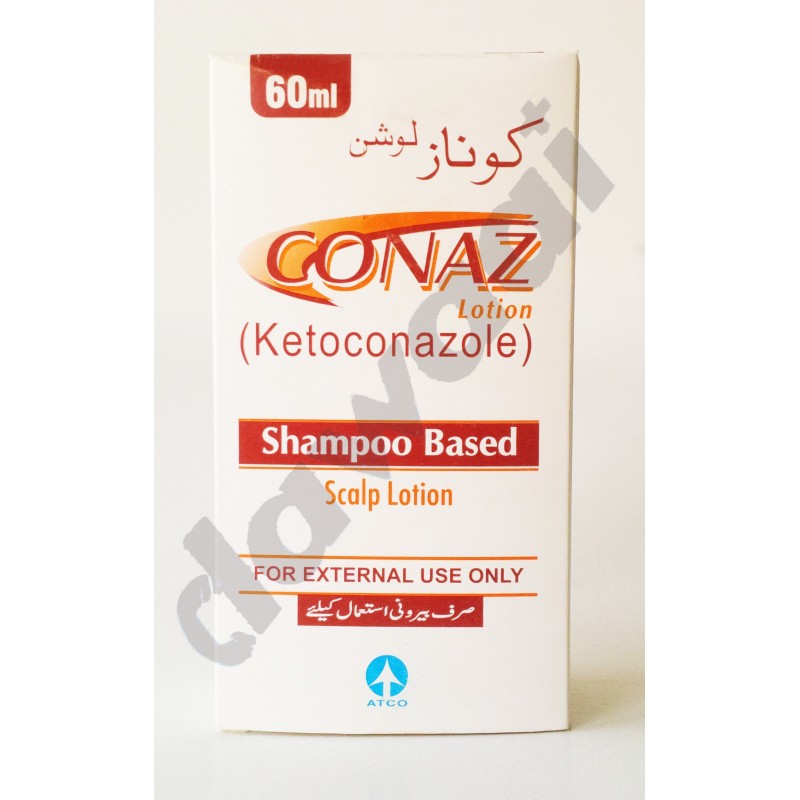 60ml
کوناز لوشن
CONAZ
Lotion
(Ketoconazole)
Shampoo Based
Scalp Lotion
FOR EXTERNAL USE ONLY
صرف بیرونی استعمال کیلئے
ATCO
dawaai+